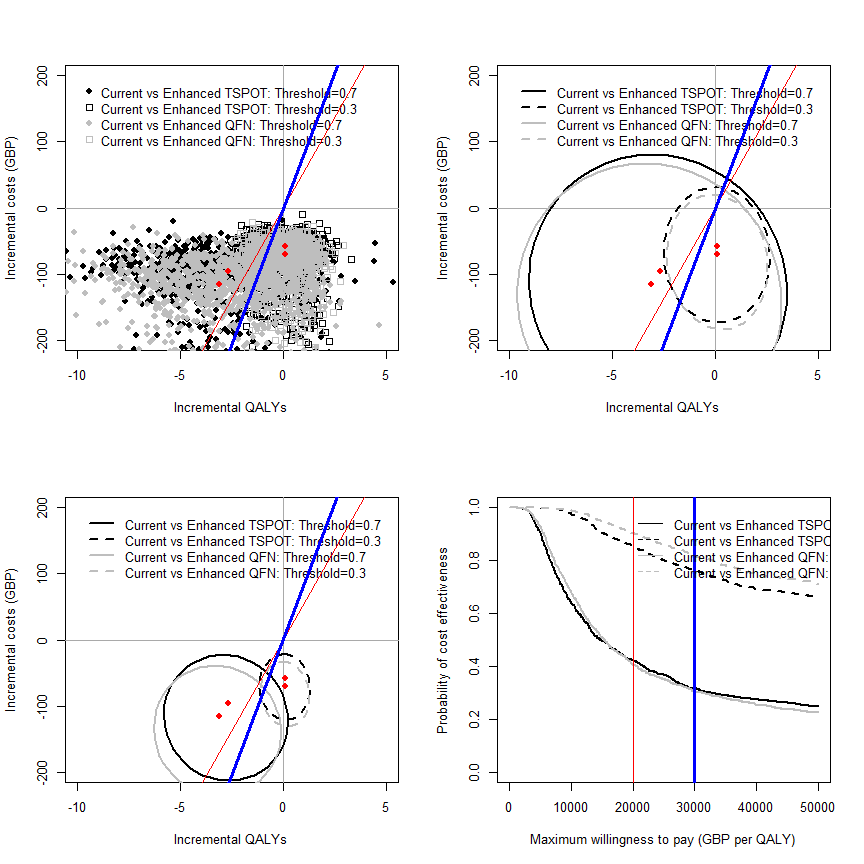 200
100
0
-100
-200
Incremental costs (GBP)
Current vs Enhanced TSPOT: Threshold=0.7
Current vs Enhanced TSPOT: Threshold=0.3
Current vs Enhanced QFN: Threshold=0.7
Current vs Enhanced QFN: Threshold=0.3
-10
-5
0
5
Incremental QALYs
200
100
0
-100
-200
Incremental costs (GBP)
Current vs Enhanced TSPOT: Threshold=0.7
Current vs Enhanced TSPOT: Threshold=0.3
Current vs Enhanced QFN: Threshold=0.7
Current vs Enhanced QFN: Threshold=0.3
-10
-5
0
5
Incremental QALYs
200
100
0
-100
-200
Incremental costs (GBP)
Current vs Enhanced TSPOT: Threshold=0.7
Current vs Enhanced TSPOT: Threshold=0.3
Current vs Enhanced QFN: Threshold=0.7
Current vs Enhanced QFN: Threshold=0.3
-10
-5
0
5
Incremental QALYs
1.0
0.8
0.6
0.4
0.2
0.0
Probability of cost effectiveness
Current vs Enhanced TSPO
Current vs Enhanced TSPO
Current vs Enhanced QFN:
Current vs Enhanced QFN:
0
10000
20000
30000
40000
50000
Maximum willingness to pay (GBP per QALY)